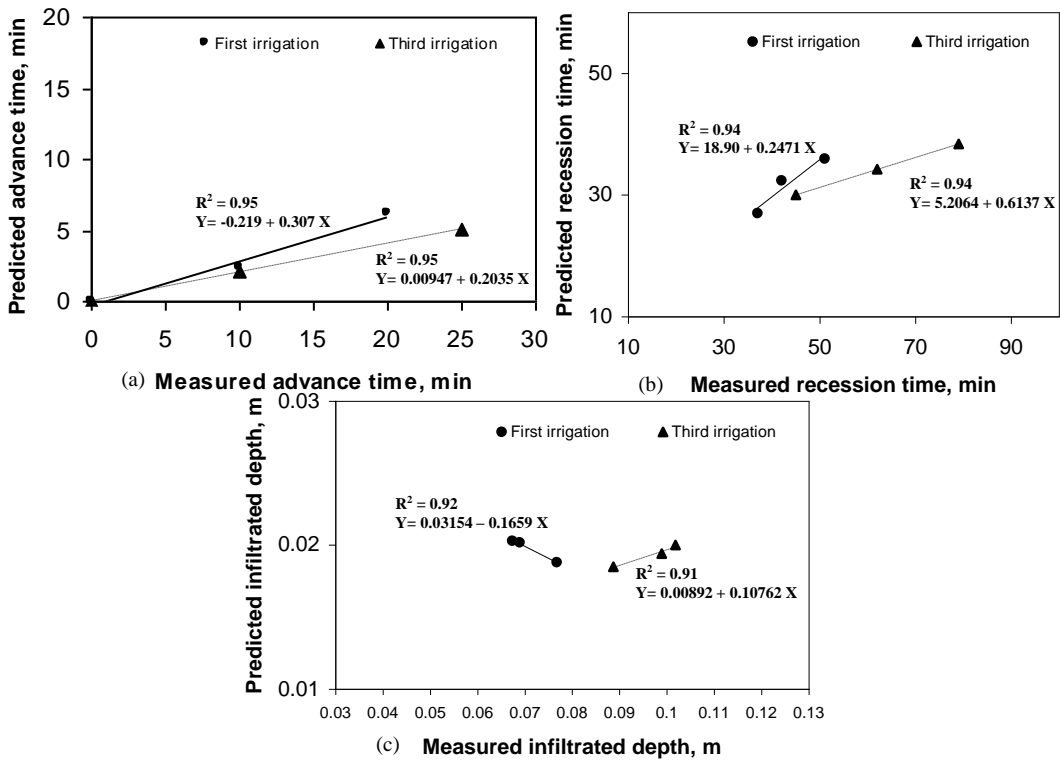 Predicted advance time, min
20
15
10
5
0
First irrigation
Third irrigation
R² = 0.95
Y= -0.219 + 0.307 X
R² = 0.95
Y= 0.00947 + 0.2035 X
0 5 10 15 20 25 30
(a) Measured advance time, min
Predicted recession time, min
50
30
10
First irrigation
Third irrigation
R² = 0.94
Y= 18.90 + 0.2471 X
R² = 0.94
Y= 5.2064 + 0.6137 X
10 30 50 70 90
(b) Measured recession time, min
Predicted infiltrated depth, m
0.03
0.02
0.01
First irrigation
Third irrigation
R² = 0.92
Y= 0.03154 – 0.1659 X
R² = 0.91
Y= 0.00892 + 0.10762 X
0.03 0.04 0.05 0.06 0.07 0.08 0.09 0.1 0.11 0.12 0.13
(c) Measured infiltrated depth, m